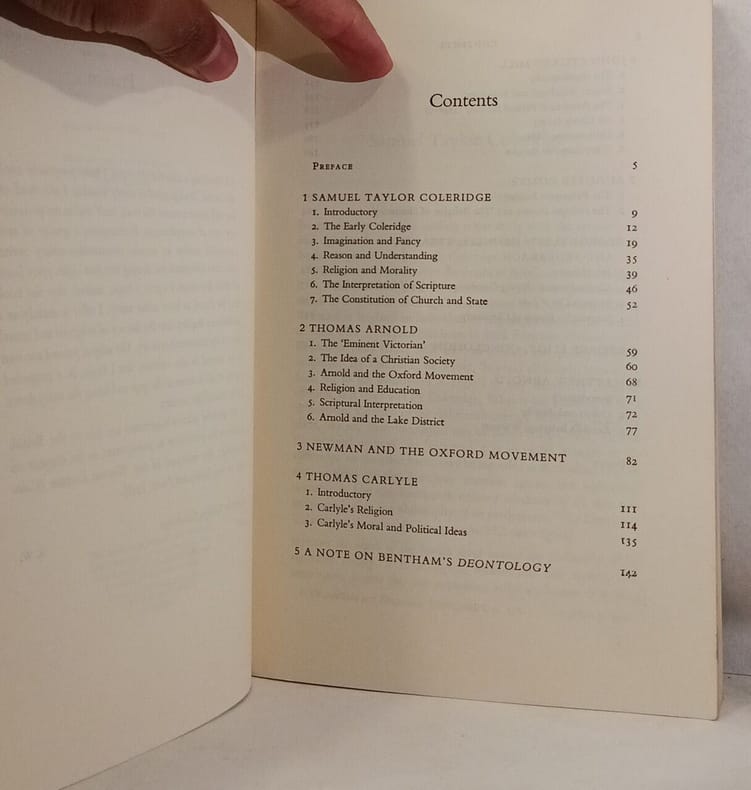 Contents
PREFACE 5
1 SAMUEL TAYLOR COLERIDGE
1. Introductory 9
2. The Early Coleridge 12
3. Imagination and Fancy 19
4. Reason and Understanding 35
5. Religion and Morality 39
6. The Interpretation of Scripture 46
7. The Constitution of Church and State 52
2 THOMAS ARNOLD
1. The 'Eminent Victorian' 59
2. The Idea of a Christian Society 60
3. Arnold and the Oxford Movement 68
4. Religion and Education 71
5. Scriptural Interpretation 72
6. Arnold and the Lake District 77
3 NEWMAN AND THE OXFORD MOVEMENT 82
4 THOMAS CARLYLE
1. Introductory 111
2. Carlyle's Religion 114
3. Carlyle's Moral and Political Ideas 135
5 A NOTE ON BENTHAM'S DEONTOLOGY 142